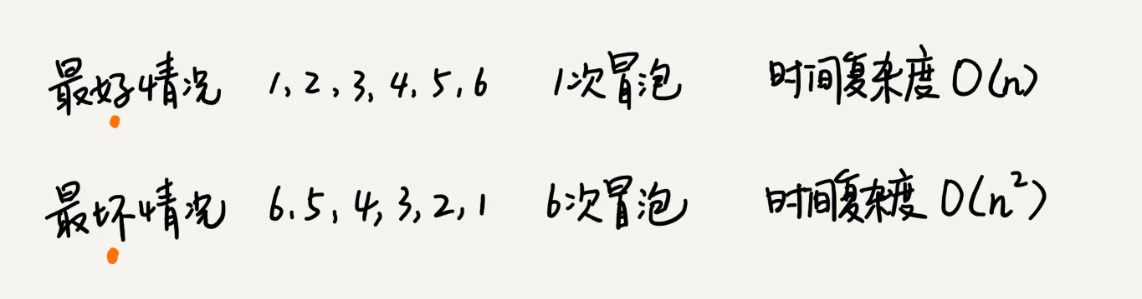 最好情况 1,2,3,4,5,6 1次冒泡 时间复杂度 O(n)
最坏情况 6.5,4,3,2,1 6次冒泡 时间复杂度 O(n²)